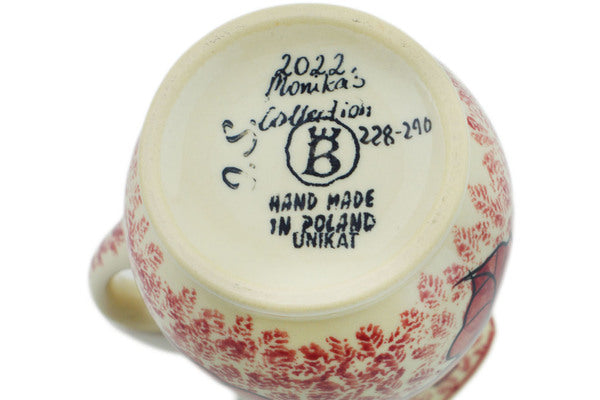 2022.
Monika's
Collection
228-290
B
HAND MADE
IN POLAND
UNIKAT